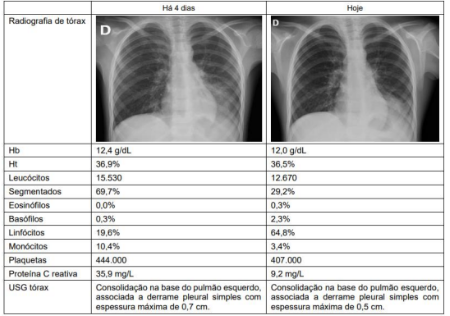 Há 4 dias Hoje
Radiografia de tórax
D D
Hb 12,4 g/dL 12,0 g/dL
Ht 36,9% 36,5%
Leucócitos 15.530 12.670
Segmentados 69,7% 29,2%
Eosinófilos 0,0% 0,3%
Basófilos 0,3% 2,3%
Linfócitos 19,6% 64,8%
Monócitos 10,4% 3,4%
Plaquetas 444.000 407.000
Proteína C reativa 35,9 mg/L 9,2 mg/L
USG tórax Consolidação na base do pulmão esquerdo, Consolidação na base do pulmão esquerdo,
associada a derrame pleural simples com associada a derrame pleural simples com
espessura máxima de 0,7 cm. espessura máxima de 0,5 cm.